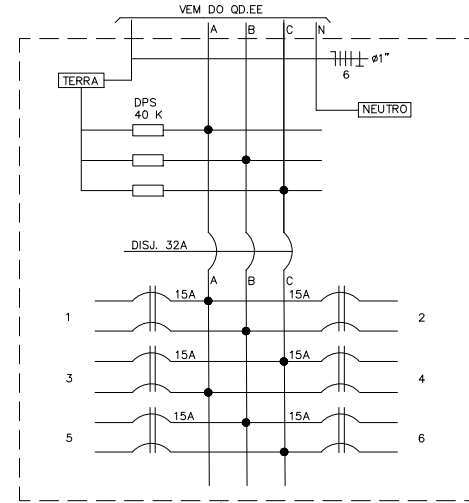 VEM DO QD.EE
A B C N
ø1"
6
TERRA
NEUTRO
DPS
40 K
DISJ. 32A
A B C
15A 15A
1 2
15A 15A
3 4
15A 15A
5 6